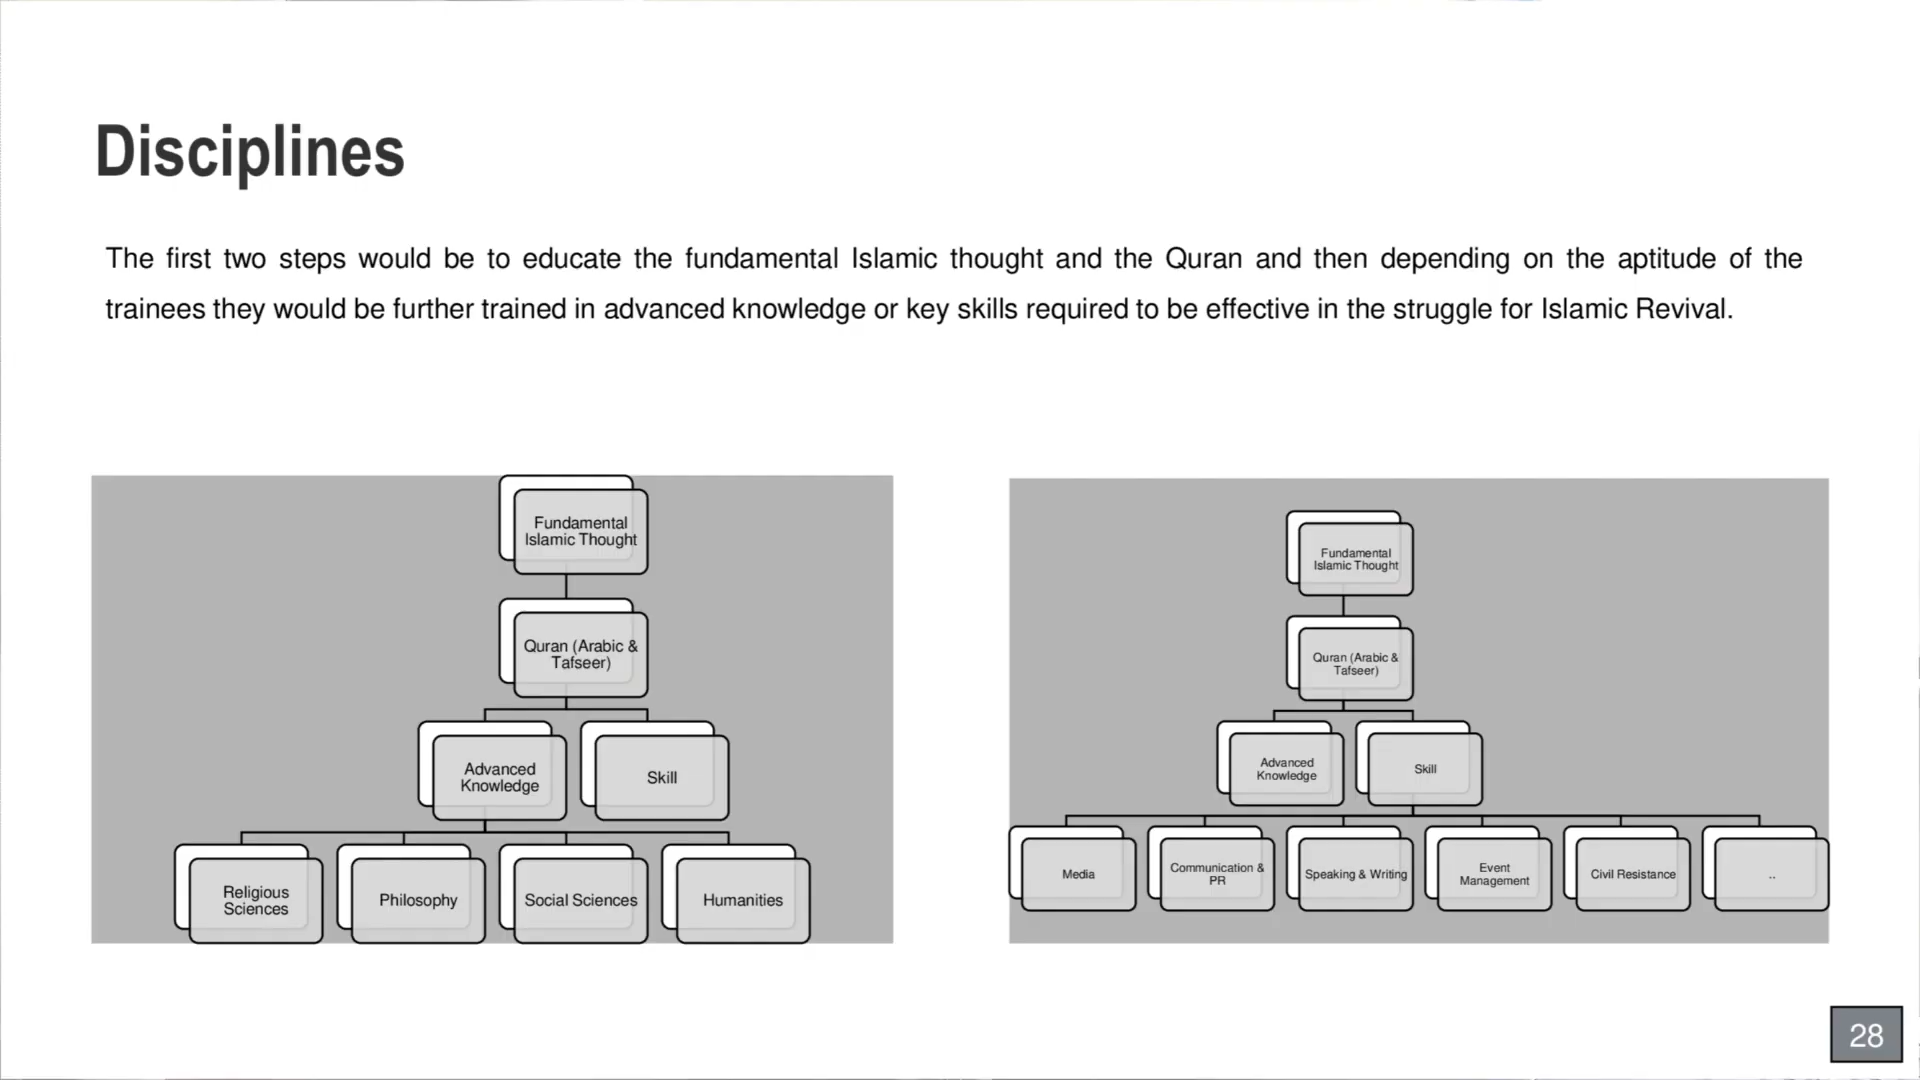 Disciplines
The first two steps would be to educate the fundamental Islamic thought and the Quran and then depending on the aptitude of the
trainees they would be further trained in advanced knowledge or key skills required to be effective in the struggle for Islamic Revival.
Fundamental
Islamic Thought
Quran (Arabic &
Tafseer)
Advanced
Knowledge
Skill
Religious
Sciences
Philosophy
Social Sciences
Humanities
Fundamental
Islamic Thought
Quran (Arabic &
Tafseer)
Advanced
Knowledge
Skill
Media
Communication &
PR
Speaking & Writing
Event
Management
Civil Resistance
..
28